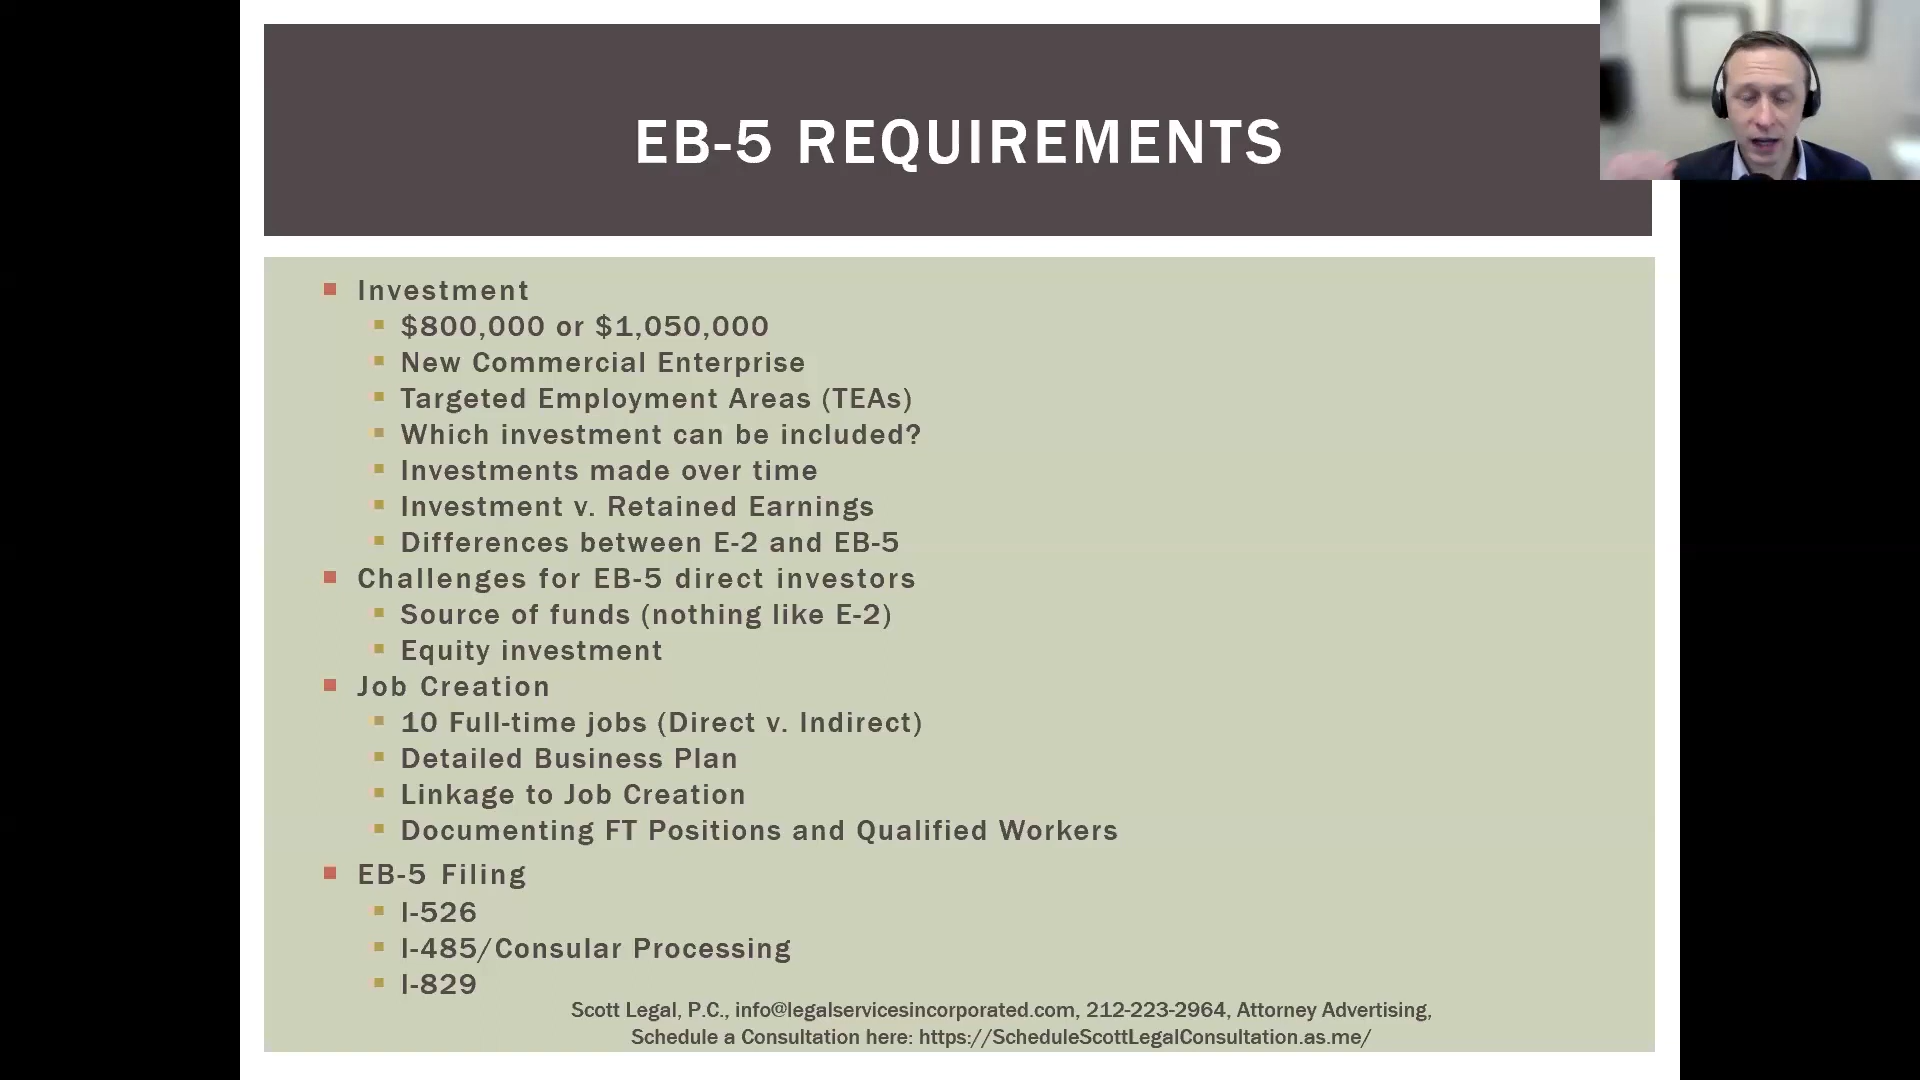 EB-5 REQUIREMENTS
Investment
$800,000 or $1,050,000
New Commercial Enterprise
Targeted Employment Areas (TEAs)
Which investment can be included?
Investments made over time
Investment v. Retained Earnings
Differences between E-2 and EB-5
Challenges for EB-5 direct investors
Source of funds (nothing like E-2)
Equity investment
Job Creation
10 Full-time jobs (Direct v. Indirect)
Detailed Business Plan
Linkage to Job Creation
Documenting FT Positions and Qualified Workers
EB-5 Filing
I-526
I-485/Consular Processing
I-829
Scott Legal, P.C., info@legalservicesincorporated.com, 212-223-2964, Attorney Advertising,
Schedule a Consultation here: https://ScheduleScottLegalConsultation.as.me/